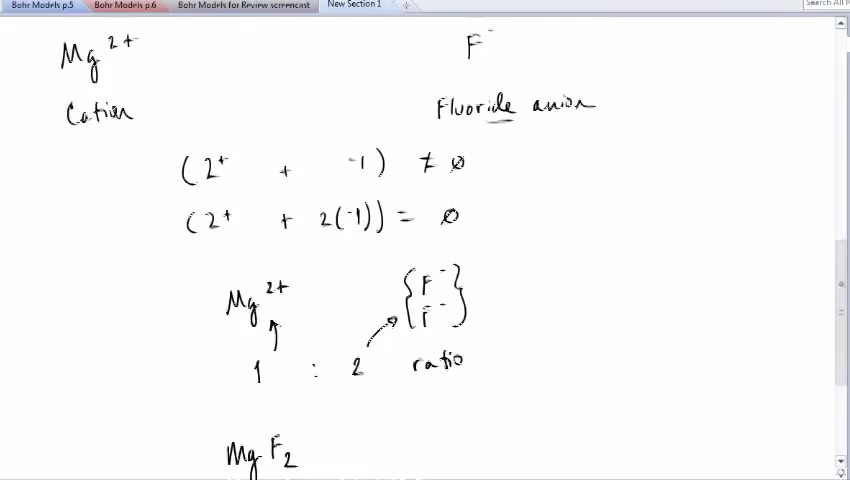 Bohr Models p.5 Bohr Models p.6 Bohr Models for Review screencast New Section 1
Mg²⁺ F⁻
Cation Fluoride anion
(2⁺ + -1) ≠ 0
(2⁺ + 2(-1)) = 0
Mg²⁺ {F⁻ F⁻}
1 : 2 ratio
MgF₂